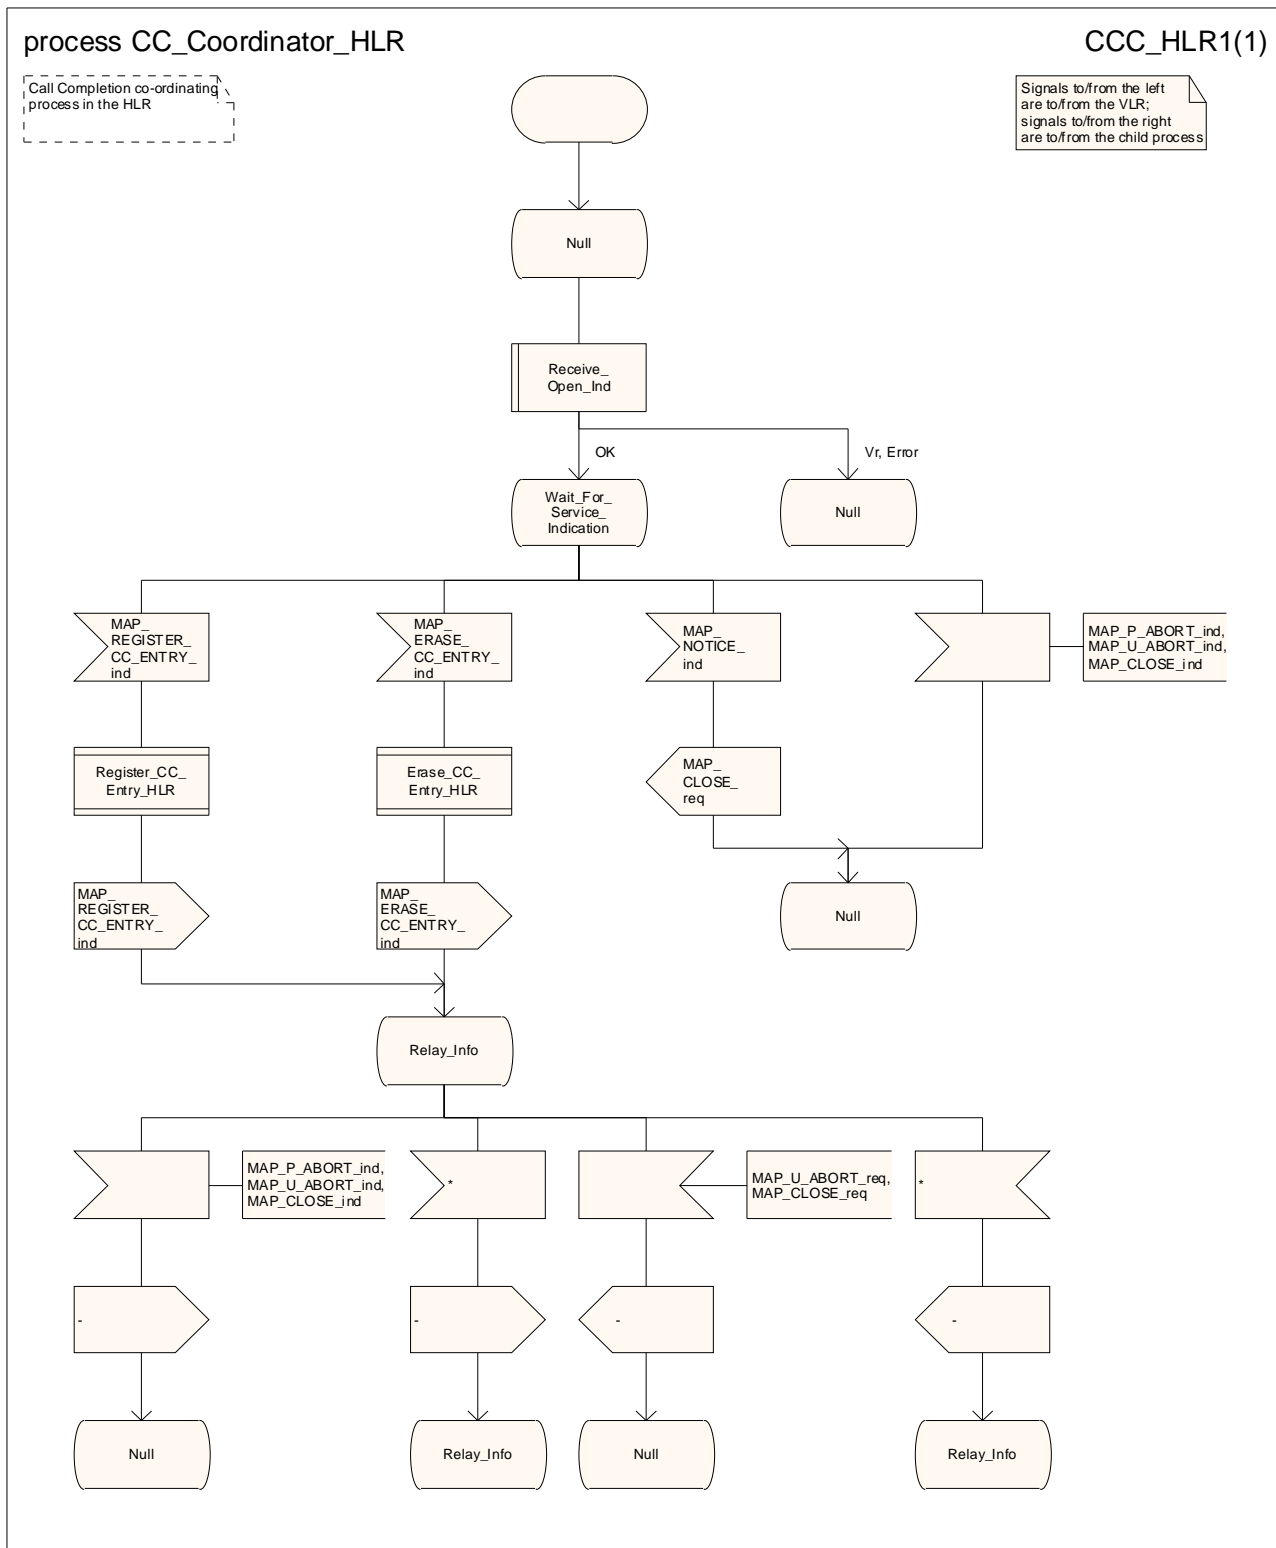 process CC_Coordinator_HLR
CCC_HLR1(1)
Call Completion co-ordinating
process in the HLR
Signals to/from the left
are to/from the VLR;
signals to/from the right
are to/from the child process
Null
Receive_
Open_Ind
OK
Vr, Error
Wait_For_
Service_
Indication
Null
MAP_
REGISTER_
CC_ENTRY_
ind
MAP_
ERASE_
CC_ENTRY_
ind
MAP_
NOTICE_
ind
MAP_P_ABORT_ind,
MAP_U_ABORT_ind,
MAP_CLOSE_ind
Register_CC_
Entry_HLR
Erase_CC_
Entry_HLR
MAP_
CLOSE_
req
MAP_
REGISTER_
CC_ENTRY_
ind
MAP_
ERASE_
CC_ENTRY_
ind
Null
Relay_Info
MAP_P_ABORT_ind,
MAP_U_ABORT_ind,
MAP_CLOSE_ind
*
MAP_U_ABORT_req,
MAP_CLOSE_req
*
-
-
-
-
Null
Relay_Info
Null
Relay_Info